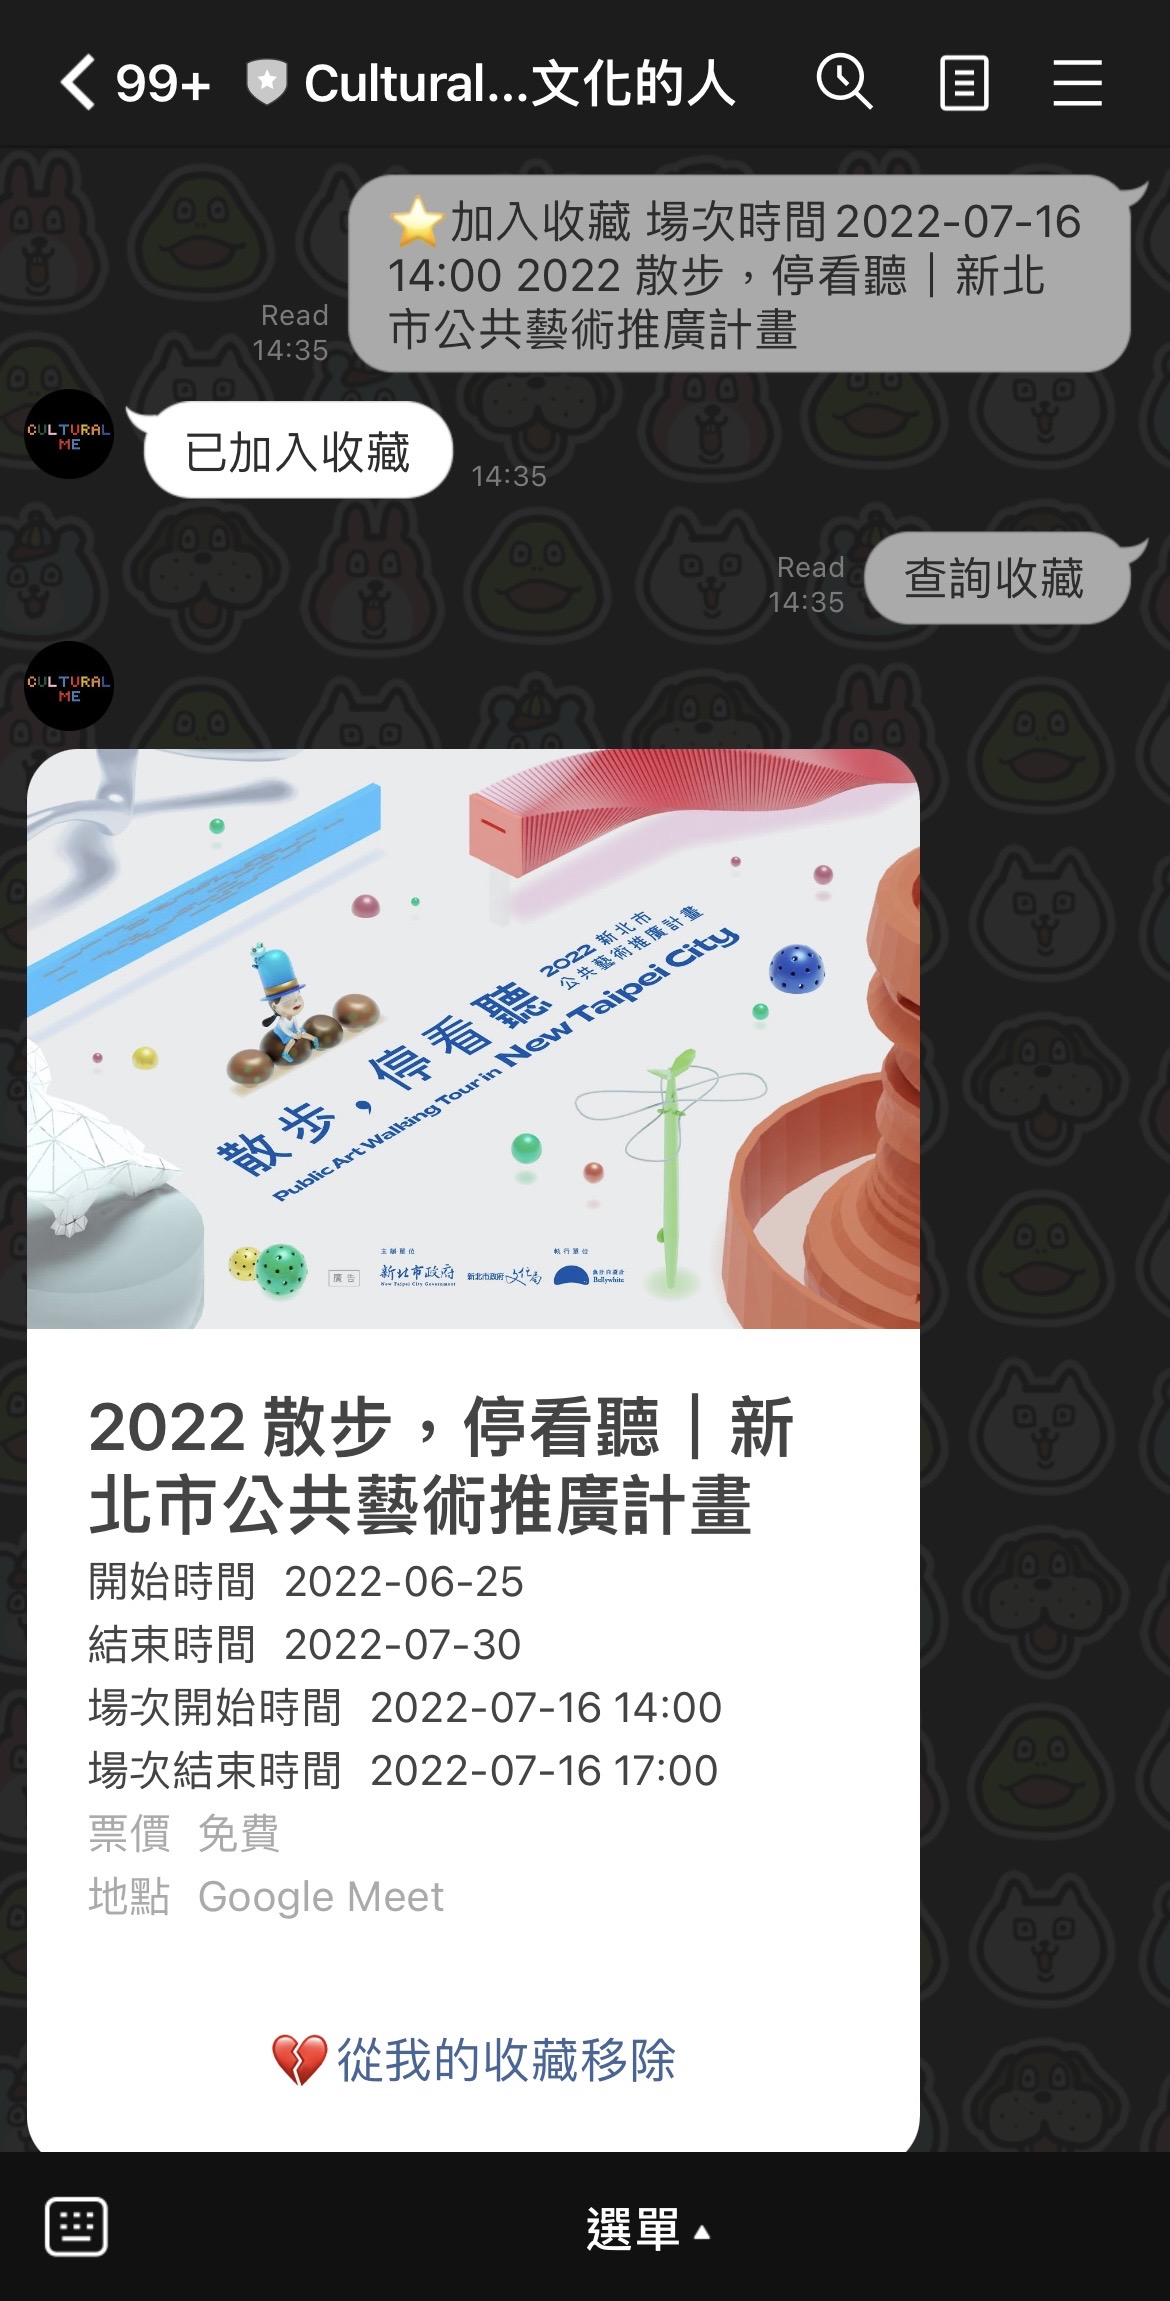 99+ Cultural...文化的人
⭐加入收藏 場次時間2022-07-16
14:00 2022 散步，停看聽｜新北
市公共藝術推廣計畫
Read
14:35
CULTURAL
ME
已加入收藏
14:35
Read
14:35
查詢收藏
CULTURAL
ME
2022 新北市
公共藝術推廣計畫
散步，停看聽
Public Art Walking Tour in New Taipei City
廣告
主辦單位
新北市政府
New Taipei City Government
新北市政府文化局
執行單位
Bellywhite
2022 散步，停看聽｜新
北市公共藝術推廣計畫
開始時間 2022-06-25
結束時間 2022-07-30
場次開始時間 2022-07-16 14:00
場次結束時間 2022-07-16 17:00
票價 免費
地點 Google Meet
💔從我的收藏移除
選單▲